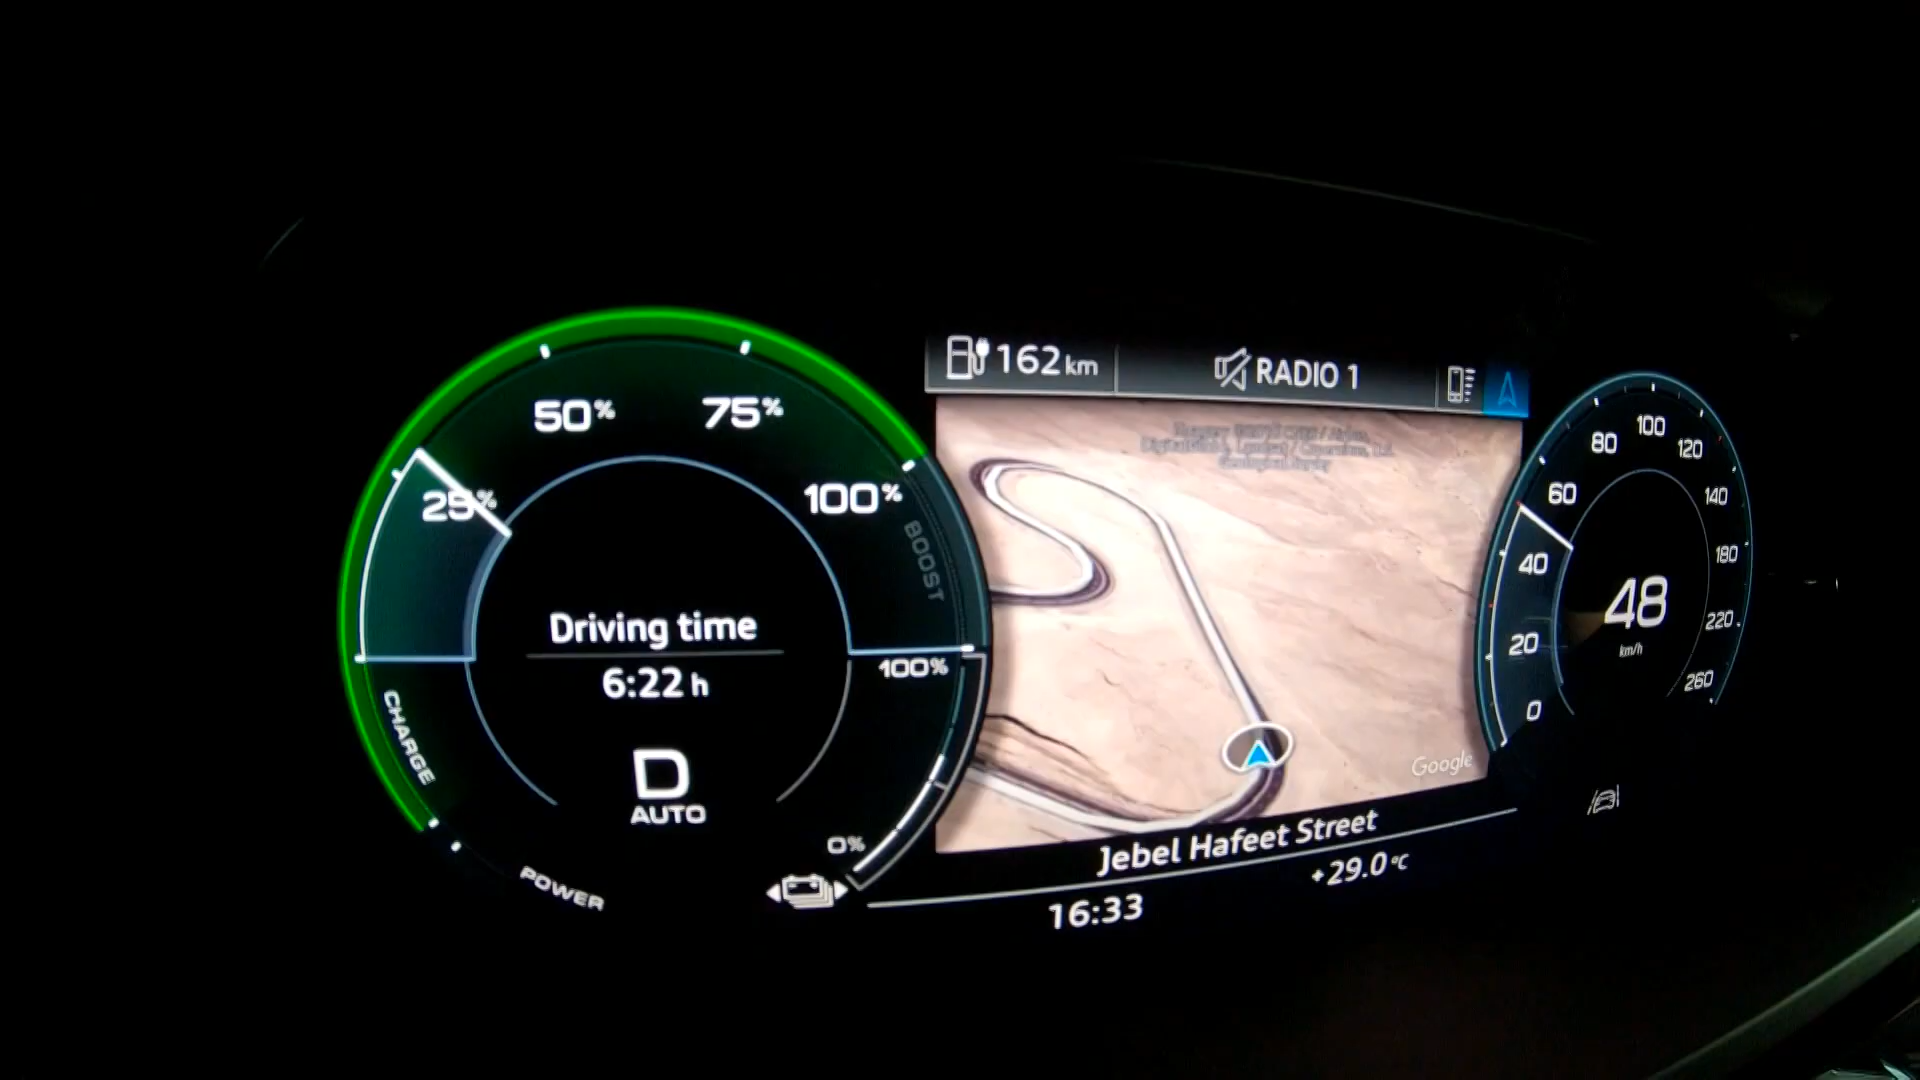 50%
75%
25%
100%
BOOST
Driving time
6:22 h
100%
CHARGE
D
AUTO
0%
POWER
162 km
RADIO 1
Google
Jebel Hafeet Street
16:33
+29.0 °C
100
80
120
60
140
40
180
48
km/h
220
20
260
0